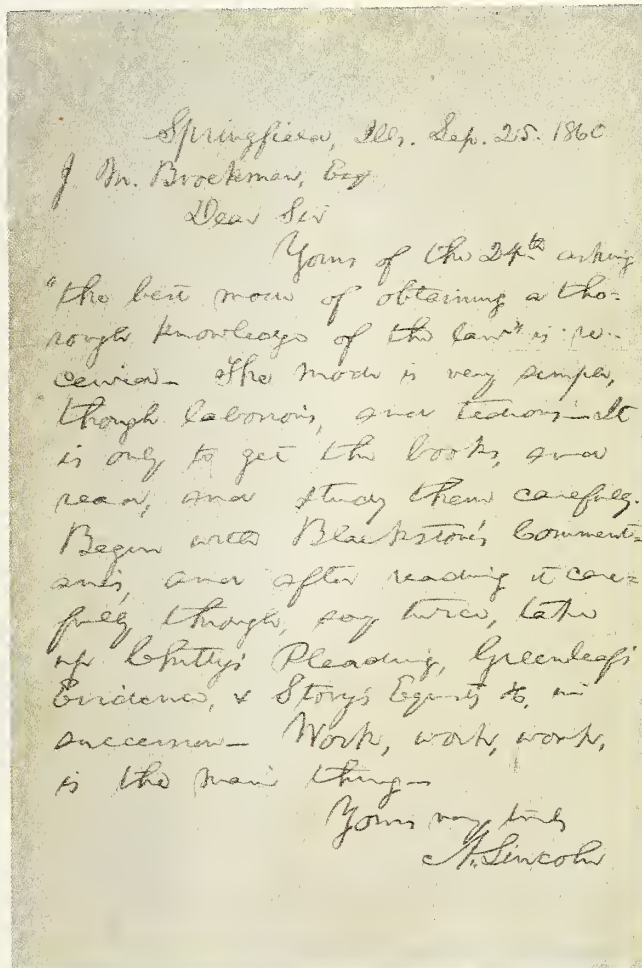 Springfield, Ills. Sep. 25. 1860
J. M. Brockman, Esq
Dear Sir
Yours of the 24th asking
"the best mode of obtaining a tho-
rough knowledge of the law" is re-
ceived— The mode is very simple,
though laborious, and tedious— It
is only to get the books, and
read, and study them carefully.
Begin with Blackstone's Comment-
aries, and after reading it care-
fully through, say twice, take
up Chitty's Pleading, Greenleaf's
Evidence, & Story's Equity &c, in
succession— Work, work, work,
is the main thing—
Yours very truly
A. Lincoln